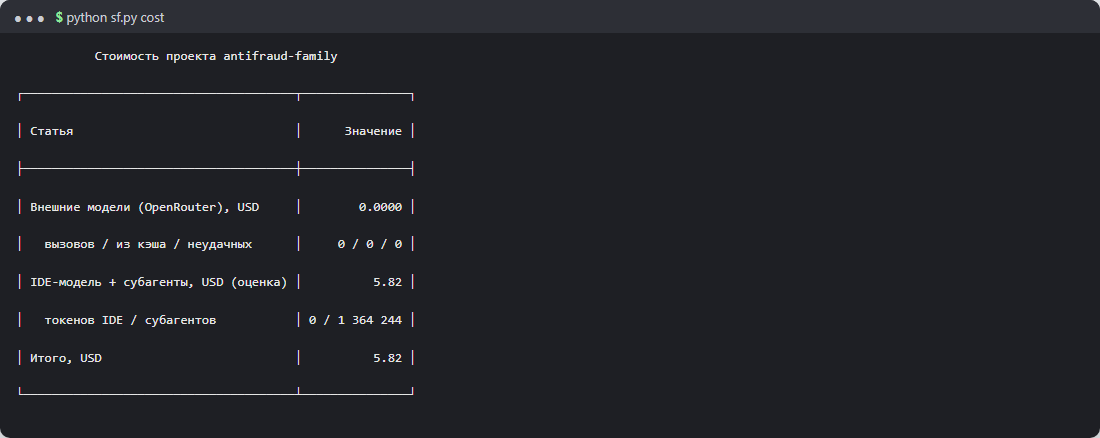 $ python sf.py cost
Стоимость проекта antifraud-family
Статья Значение
Внешние модели (OpenRouter), USD 0.0000
вызовов / из кэша / неудачных 0 / 0 / 0
IDE-модель + субагенты, USD (оценка) 5.82
токенов IDE / субагентов 0 / 1 364 244
Итого, USD 5.82